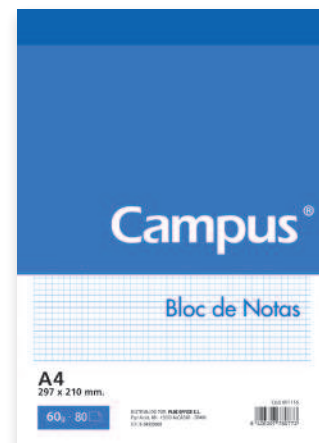 Campus®
Bloc de Notas
A4
297 x 210 mm.
60g - 80